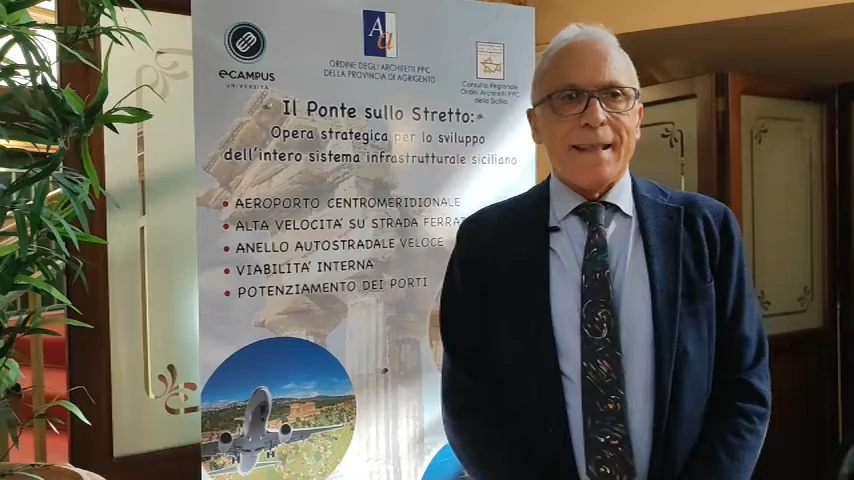 eCAMPUS
UNIVERSITÀ
Au
ORDINE DEGLI ARCHITETTI PPC
DELLA PROVINCIA DI AGRIGENTO
Consulta Regionale
Ordini Architetti PPC
della Sicilia
Il Ponte sullo Stretto:
Opera strategica per lo sviluppo
dell'intero sistema infrastrutturale siciliano
• AEROPORTO CENTROMERIDIONALE
• ALTA VELOCITA' SU STRADA FERRATA
• ANELLO AUTOSTRADALE VELOCE
• VIABILITA' INTERNA
• POTENZIAMENTO DEI PORTI